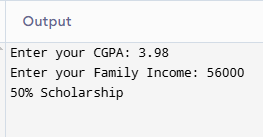 Output
Enter your CGPA: 3.98
Enter your Family Income: 56000
50% Scholarship